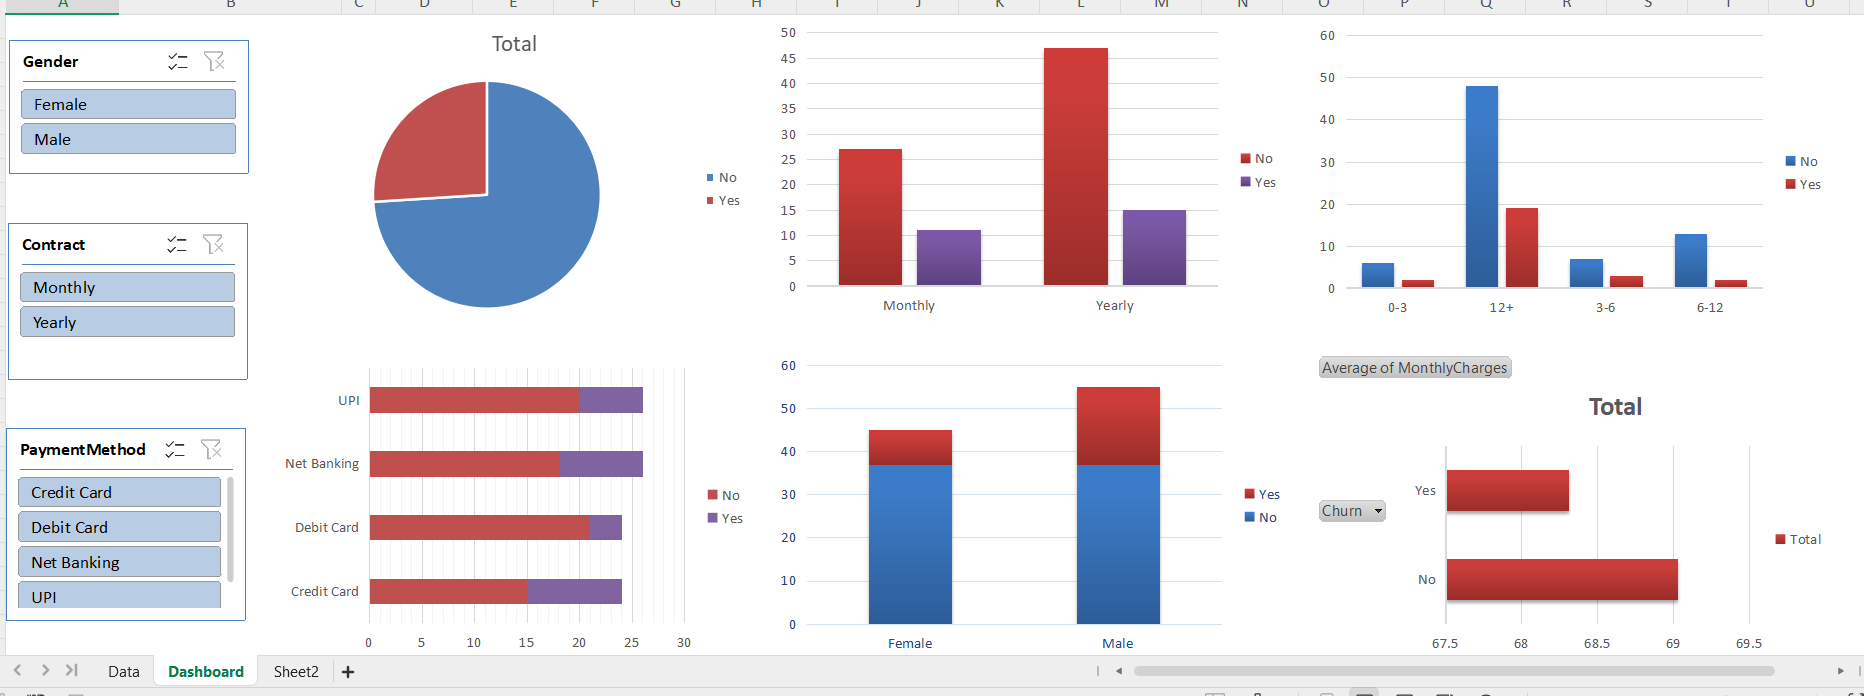 A B C D E F G H I J K L M N O P Q R S T U
Gender
Female
Male
Contract
Monthly
Yearly
PaymentMethod
Credit Card
Debit Card
Net Banking
UPI
Total
No
Yes
50
45
40
35
30
25
20
15
10
5
0
Monthly Yearly
No
Yes
60
50
40
30
20
10
0
0-3 12+ 3-6 6-12
No
Yes
UPI
Net Banking
Debit Card
Credit Card
0 5 10 15 20 25 30
No
Yes
60
50
40
30
20
10
0
Female Male
Yes
No
Average of MonthlyCharges
Total
Churn
Yes
No
67.5 68 68.5 69 69.5
Total
Data Dashboard Sheet2